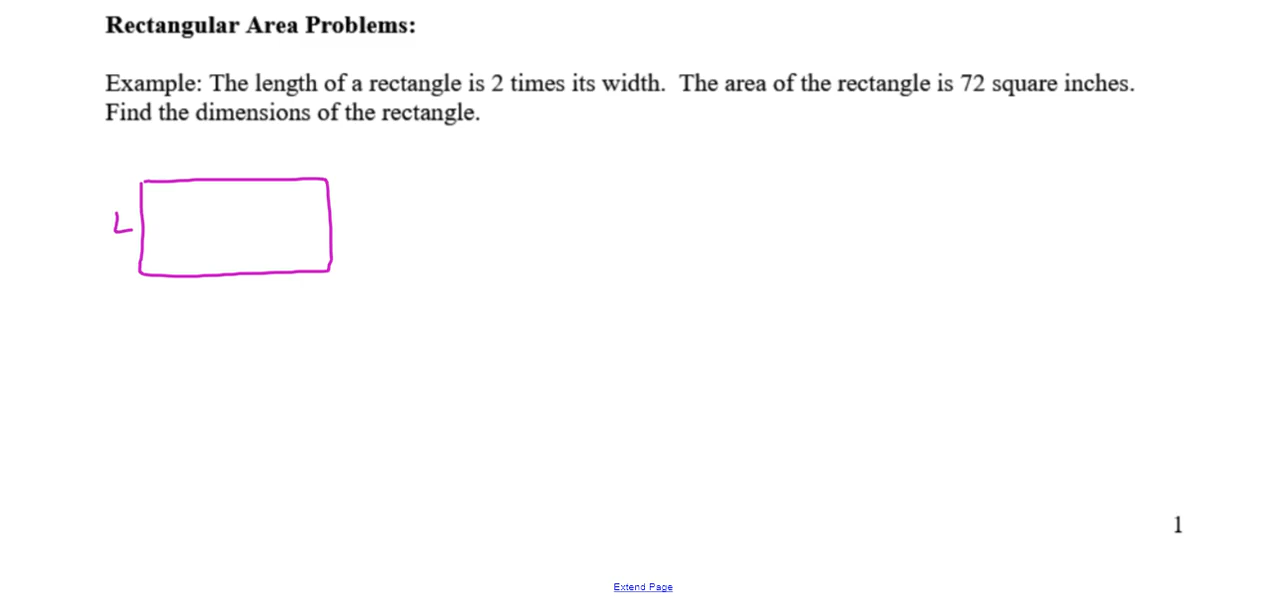 Rectangular Area Problems:
Example: The length of a rectangle is 2 times its width. The area of the rectangle is 72 square inches.
Find the dimensions of the rectangle.
L
1
Extend Page